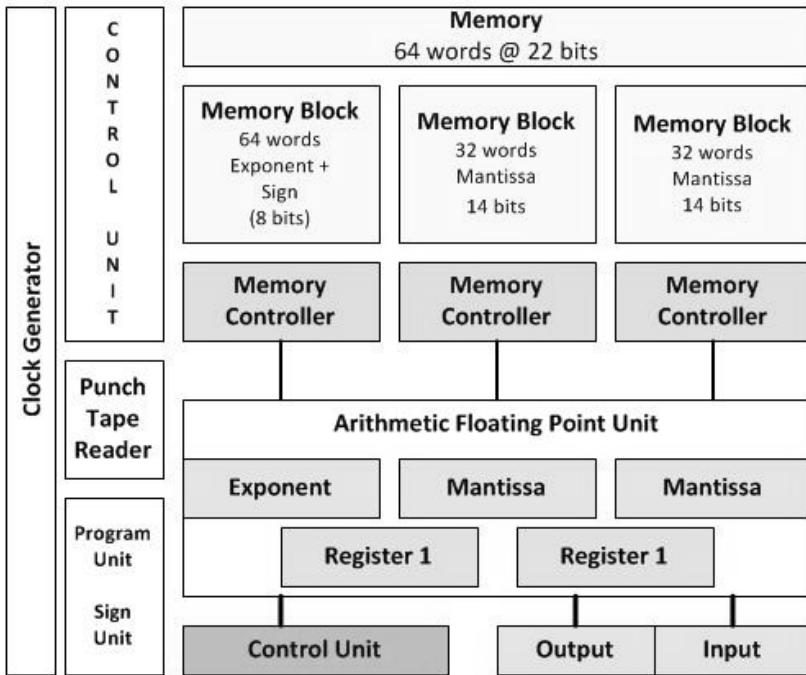 Clock Generator
CONTROL UNIT
Punch
Tape
Reader
Program
Unit
Sign
Unit
Memory
64 words @ 22 bits
Memory Block
64 words
Exponent +
Sign
(8 bits)
Memory Block
32 words
Mantissa
14 bits
Memory Block
32 words
Mantissa
14 bits
Memory
Controller
Memory
Controller
Memory
Controller
Arithmetic Floating Point Unit
Exponent
Mantissa
Mantissa
Register 1
Register 1
Control Unit
Output
Input